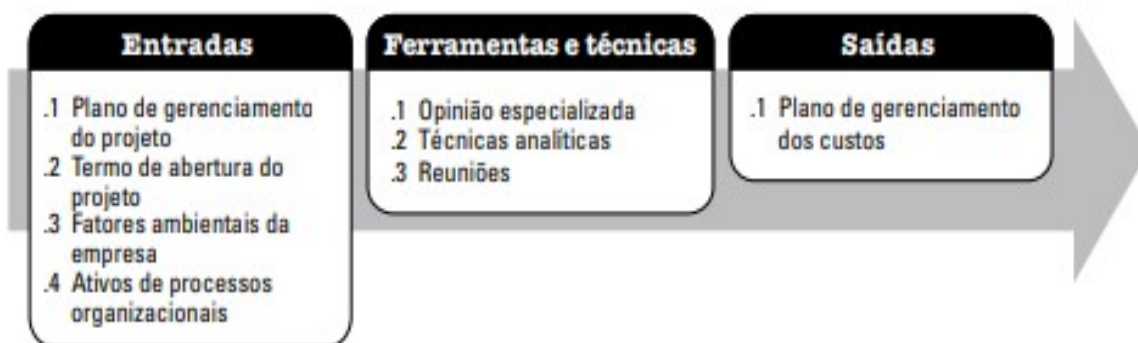 Entradas
.1 Plano de gerenciamento
do projeto
.2 Termo de abertura do
projeto
.3 Fatores ambientais da
empresa
.4 Ativos de processos
organizacionais
Ferramentas e técnicas
.1 Opinião especializada
.2 Técnicas analíticas
.3 Reuniões
Saídas
.1 Plano de gerenciamento
dos custos